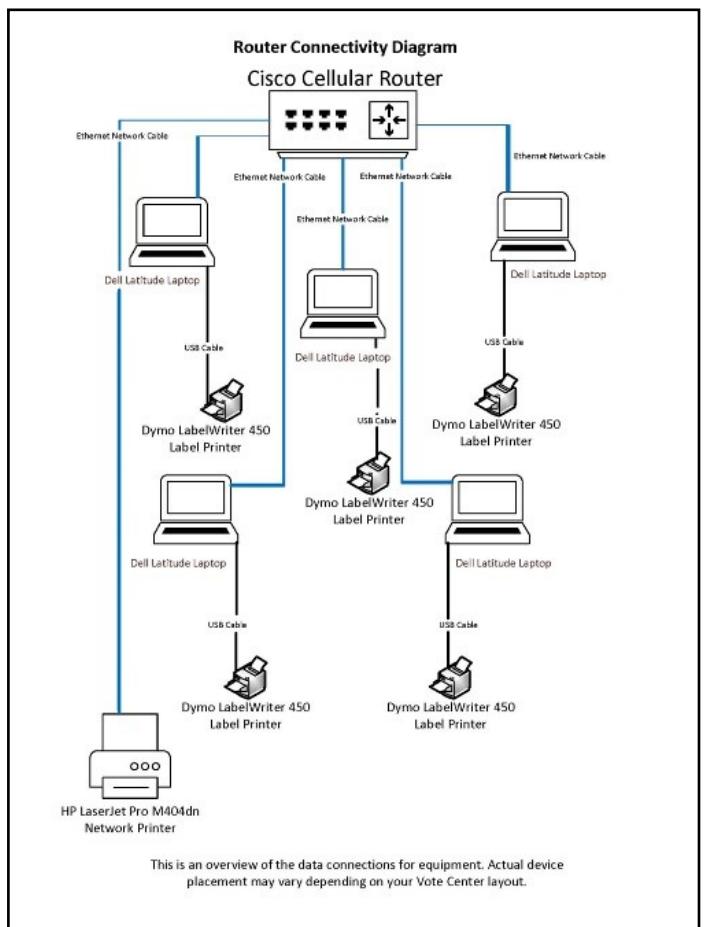 Router Connectivity Diagram
Cisco Cellular Router
Ethernet Network Cable
Ethernet Network Cable
Ethernet Network Cable
Ethernet Network Cable
Ethernet Network Cable
Dell Latitude Laptop
Dell Latitude Laptop
USB Cable
USB Cable
Dell Latitude Laptop
Dymo LabelWriter 450
Label Printer
Dymo LabelWriter 450
Label Printer
USB Cable
Dymo LabelWriter 450
Label Printer
Dell Latitude Laptop
Dell Latitude Laptop
USB Cable
USB Cable
Dymo LabelWriter 450
Label Printer
Dymo LabelWriter 450
Label Printer
HP LaserJet Pro M404dn
Network Printer
This is an overview of the data connections for equipment. Actual device
placement may vary depending on your Vote Center layout.